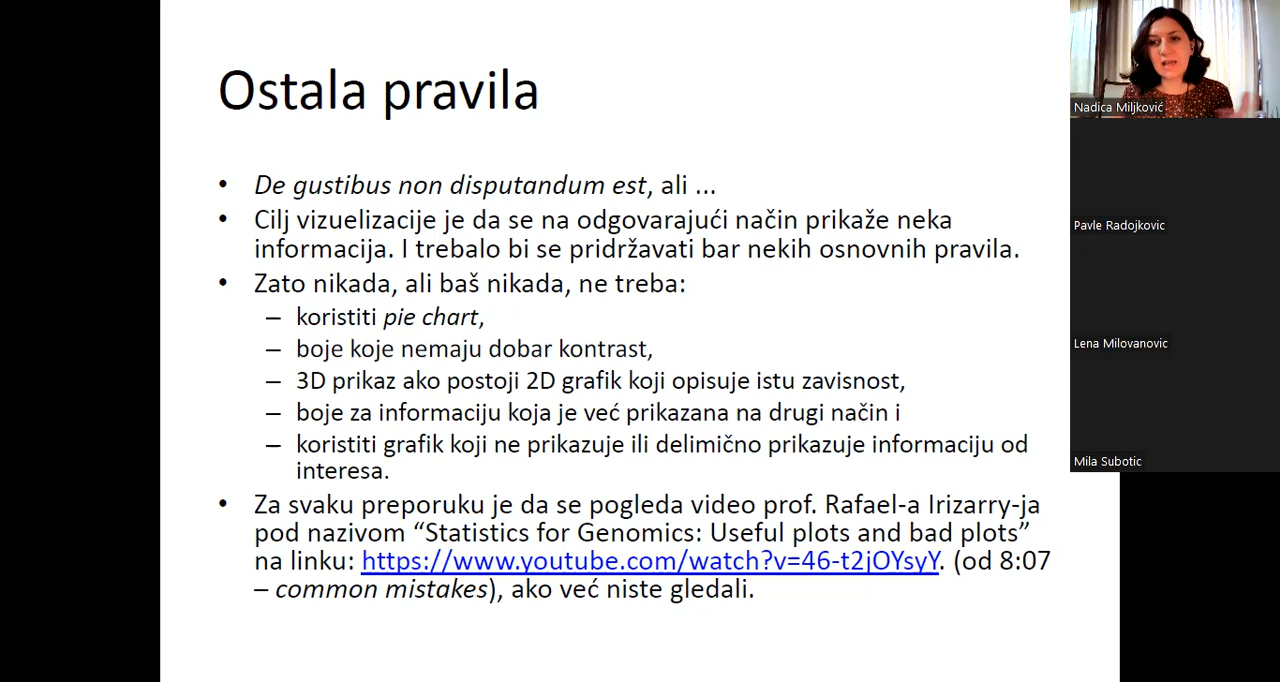 Ostala pravila
• De gustibus non disputandum est, ali ...
• Cilj vizuelizacije je da se na odgovarajući način prikaže neka
informacija. I trebalo bi se pridržavati bar nekih osnovnih pravila.
• Zato nikada, ali baš nikada, ne treba:
– koristiti pie chart,
– boje koje nemaju dobar kontrast,
– 3D prikaz ako postoji 2D grafik koji opisuje istu zavisnost,
– boje za informaciju koja je već prikazana na drugi način i
– koristiti grafik koji ne prikazuje ili delimično prikazuje informaciju od
interesa.
• Za svaku preporuku je da se pogleda video prof. Rafael-a Irizarry-ja
pod nazivom “Statistics for Genomics: Useful plots and bad plots”
na linku: https://www.youtube.com/watch?v=46-t2jOYsyY. (od 8:07
– common mistakes), ako već niste gledali.
Nadica Miljković
Pavle Radojkovic
Lena Milovanovic
Mila Subotic